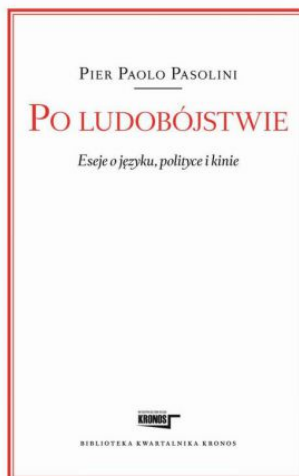 PIER PAOLO PASOLINI
PO LUDOBÓJSTWIE
Eseje o języku, polityce i kinie
KRONOS
BIBLIOTEKA KWARTALNIKA KRONOS